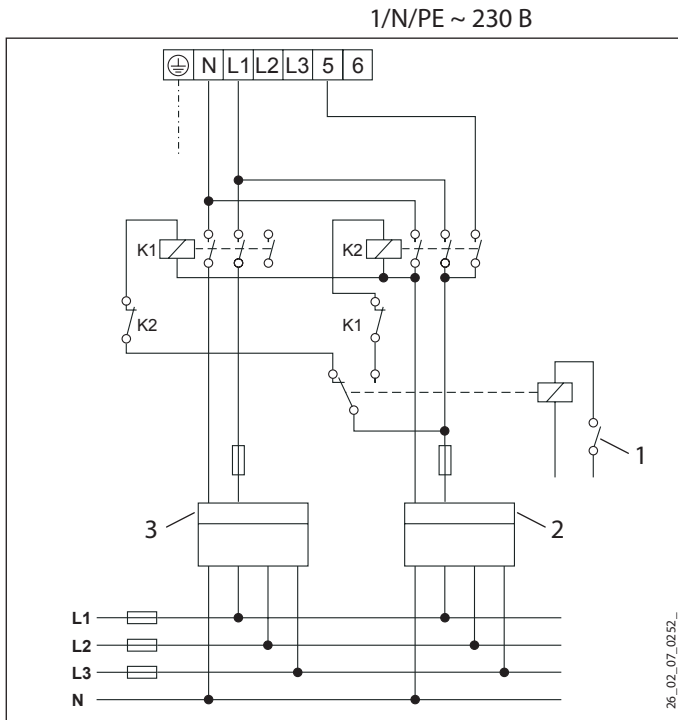 1/N/PE ~ 230 В
N L1 L2 L3 5 6
K1
K2
K2
K1
1
3
2
L1
L2
L3
N
26_02_07_0252_